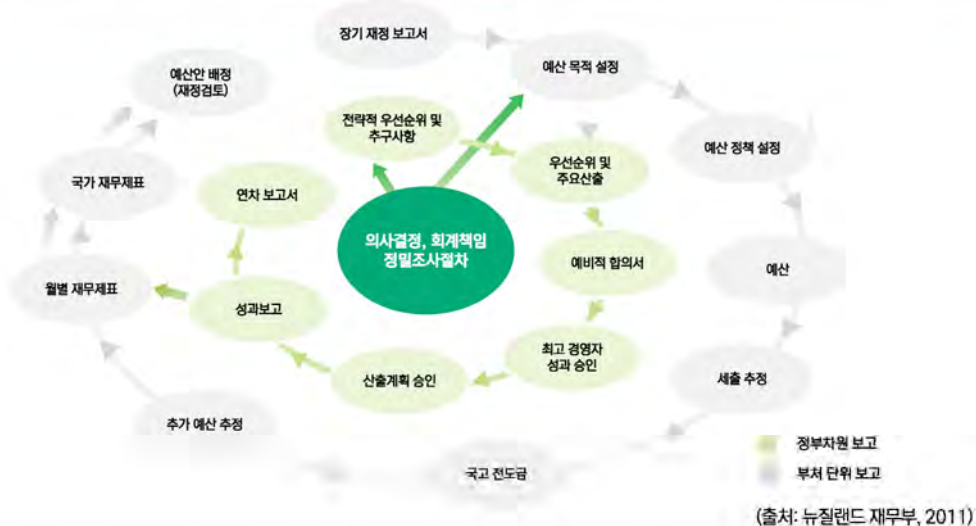 장기 재정 보고서
예산 목적 설정
예산안 배정
(재정검토)
전략적 우선순위 및
추구사항
예산 정책 설정
우선순위 및
주요산출
국가 재무제표
연차 보고서
의사결정, 회계책임
정밀조사절차
예비적 합의서
예산
월별 재무제표
성과보고
최고 경영자
성과 승인
산출계획 승인
세출 추정
추가 예산 추정
국고 전도금
정부차원 보고
부처 단위 보고
(출처: 뉴질랜드 재무부, 2011)